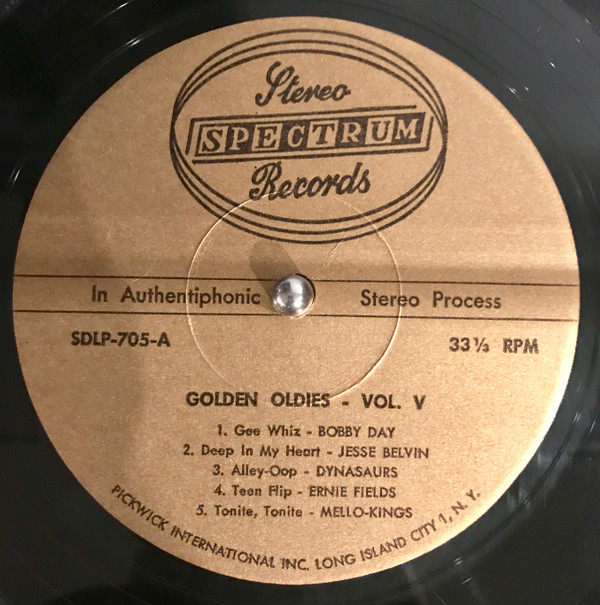 Stereo
SPECTRUM
Records
In Authentiphonic Stereo Process
SDLP-705-A 33⅓ RPM
GOLDEN OLDIES - VOL. V
1. Gee Whiz - BOBBY DAY
2. Deep In My Heart - JESSE BELVIN
3. Alley-Oop - DYNASAURS
4. Teen Flip - ERNIE FIELDS
5. Tonite, Tonite - MELLO-KINGS
PICKWICK INTERNATIONAL INC. LONG ISLAND CITY 1, N.Y.